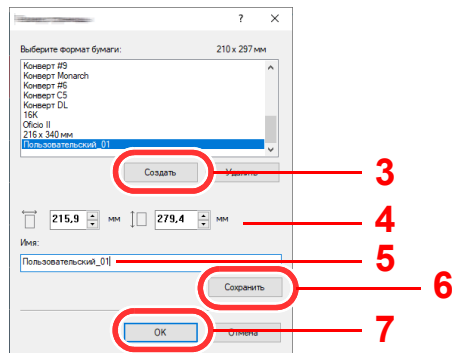 ?
Выберите формат бумаги: 210 x 297 мм
Конверт #9
Конверт Monarch
Конверт #6
Конверт C5
Конверт DL
16K
Oficio II
216 x 340 мм
Пользовательский_01
Создать Удалить 3
215,9 мм 279,4 мм 4
Имя: 5
Пользовательский_01
Сохранить 6
OK Отмена 7